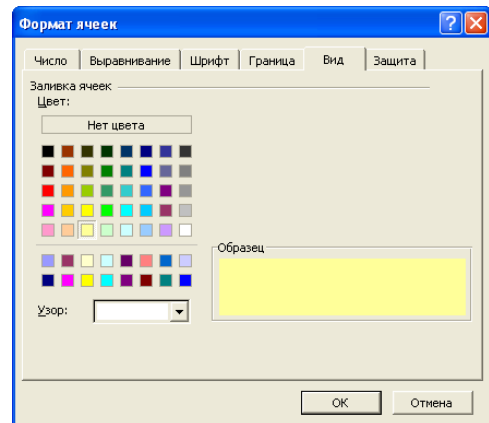 Формат ячеек
Число Выравнивание Шрифт Граница Вид Защита
Заливка ячеек
Цвет:
Нет цвета
Образец
Узор:
ОК Отмена